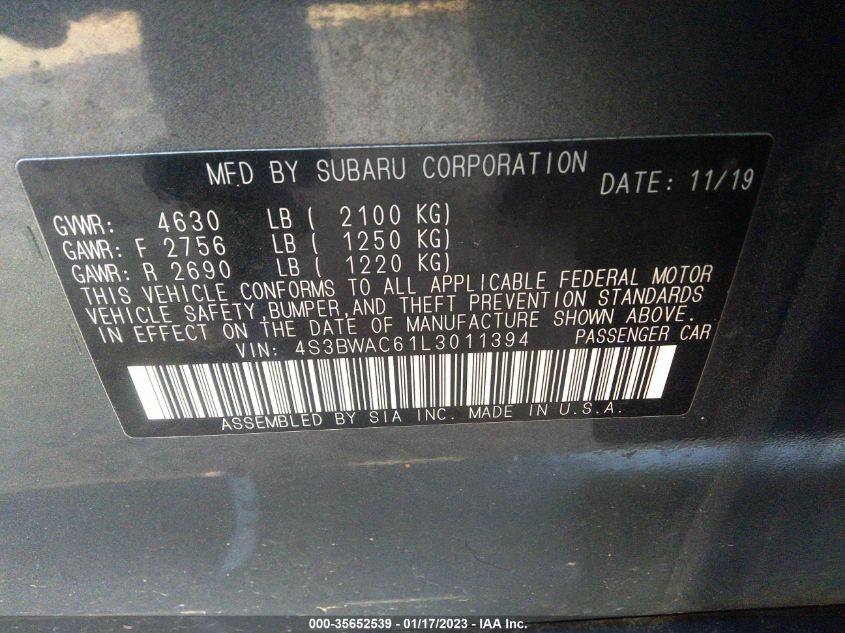 MFD BY SUBARU CORPORATION DATE: 11/19
GVWR: 4630 LB ( 2100 KG)
GAWR: F 2756 LB ( 1250 KG)
GAWR: R 2690 LB ( 1220 KG)
THIS VEHICLE CONFORMS TO ALL APPLICABLE FEDERAL MOTOR
VEHICLE SAFETY,BUMPER,AND THEFT PREVENTION STANDARDS
IN EFFECT ON THE DATE OF MANUFACTURE SHOWN ABOVE.
VIN: 4S3BWAC61L3011394 PASSENGER CAR
ASSEMBLED BY SIA INC. MADE IN U.S.A.
000-35652539 - 01/17/2023 - IAA Inc.